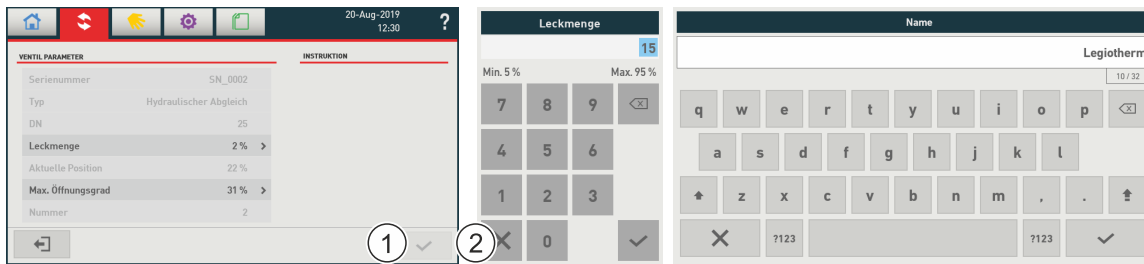 20-Aug-2019
12:30
?
VENTIL PARAMETER
INSTRUKTION
Seriennummer SN_0002
Typ Hydraulischer Abgleich
DN 25
Leckmenge 2 % >
Aktuelle Position 22 %
Max. Öffnungsgrad 31 % >
Nummer 2
1
2
Leckmenge
15
Min. 5 % Max. 95 %
7 8 9
4 5 6
1 2 3
0
Name
Legiotherm
10 / 32
q w e r t y u i o p
a s d f g h j k l
z x c v b n m , .
?123 ?123